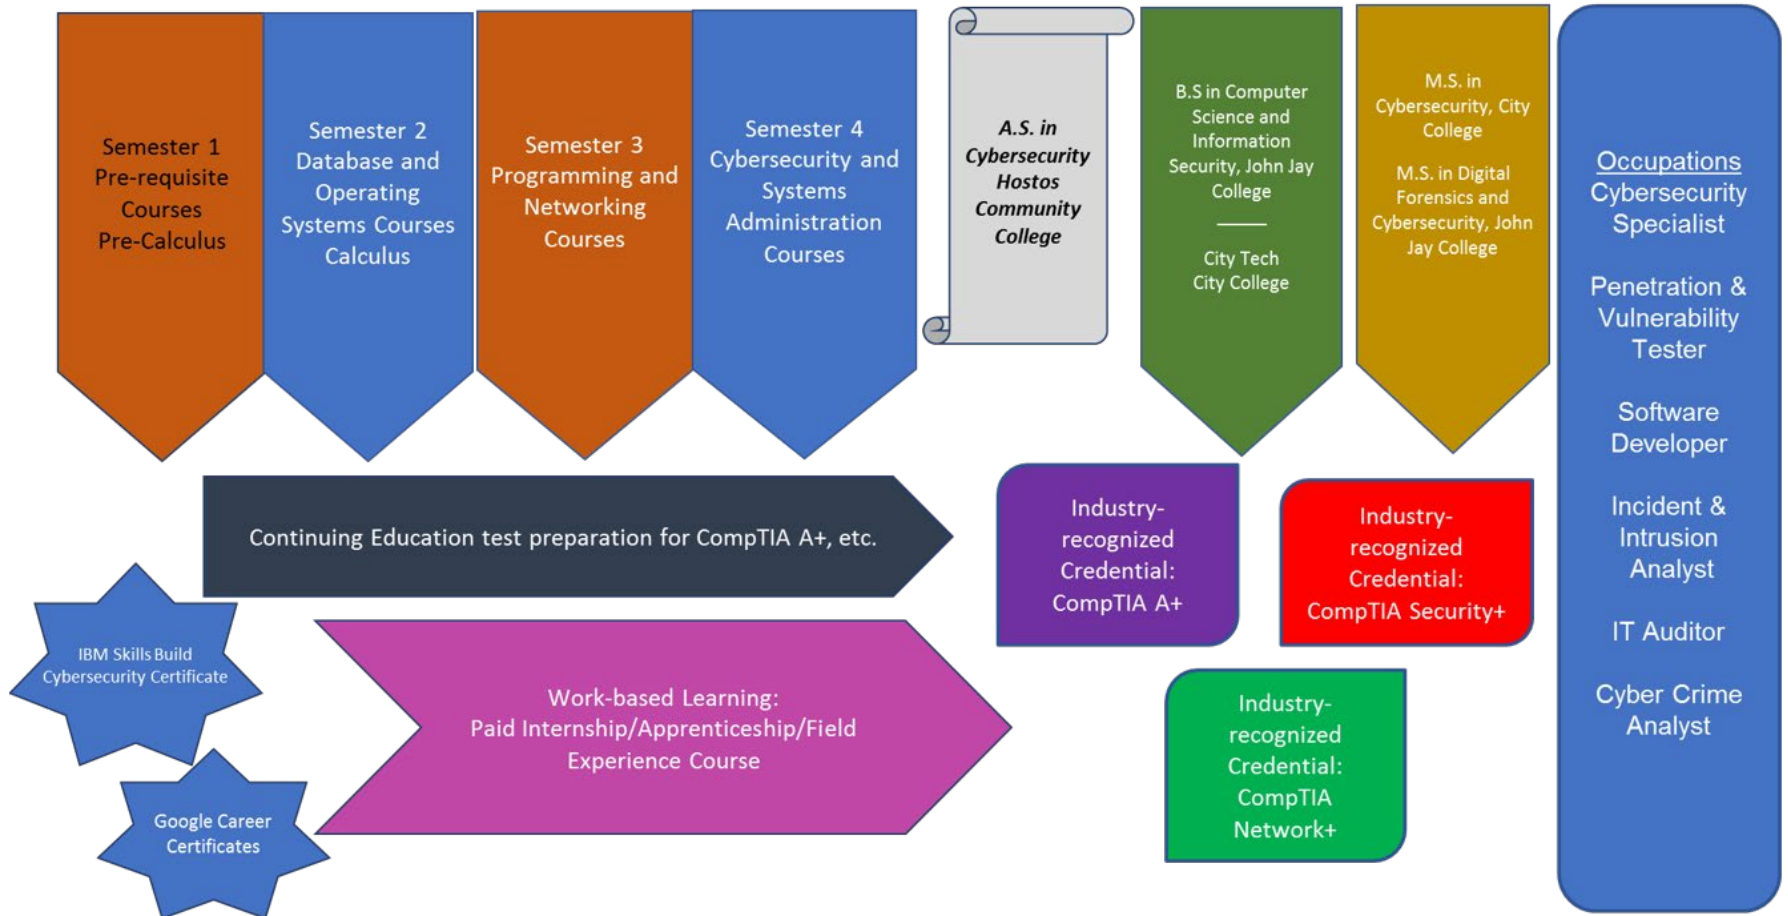 Semester 1
Pre-requisite
Courses
Pre-Calculus
Semester 2
Database and
Operating
Systems Courses
Calculus
Semester 3
Programming and
Networking
Courses
Semester 4
Cybersecurity and
Systems
Administration
Courses
A.S. in
Cybersecurity
Hostos
Community
College
B.S in Computer
Science and
Information
Security, John Jay
College
City Tech
City College
M.S. in
Cybersecurity, City
College
M.S. in Digital
Forensics and
Cybersecurity, John
Jay College
Occupations
Cybersecurity
Specialist
Penetration &
Vulnerability
Tester
Software
Developer
Incident &
Intrusion
Analyst
IT Auditor
Cyber Crime
Analyst
Continuing Education test preparation for CompTIA A+, etc.
Industry-
recognized
Credential:
CompTIA A+
Industry-
recognized
Credential:
CompTIA Security+
IBM Skills Build
Cybersecurity Certificate
Work-based Learning:
Paid Internship/Apprenticeship/Field
Experience Course
Industry-
recognized
Credential:
CompTIA
Network+
Google Career
Certificates